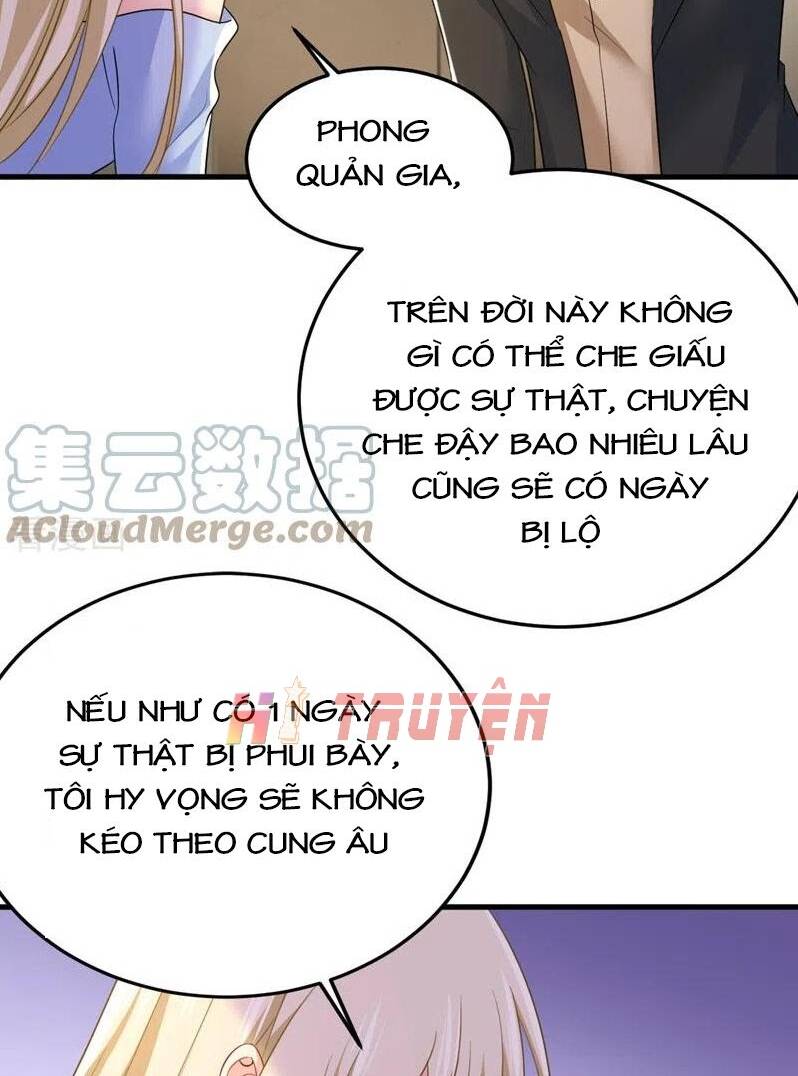 PHONG
QUẢN GIA,
TRÊN ĐỜI NÀY KHÔNG
GÌ CÓ THỂ CHE GIẤU
ĐƯỢC SỰ THẬT, CHUYỆN
CHE ĐẬY BAO NHIÊU LÂU
CŨNG SẼ CÓ NGÀY
BỊ LỘ
集云数据
ACloudMerge.com
HI TRUYỆN
NẾU NHƯ CÓ 1 NGÀY
SỰ THẬT BỊ PHUI BÀY,
TÔI HY VỌNG SẼ KHÔNG
KÉO THEO CUNG ÂU